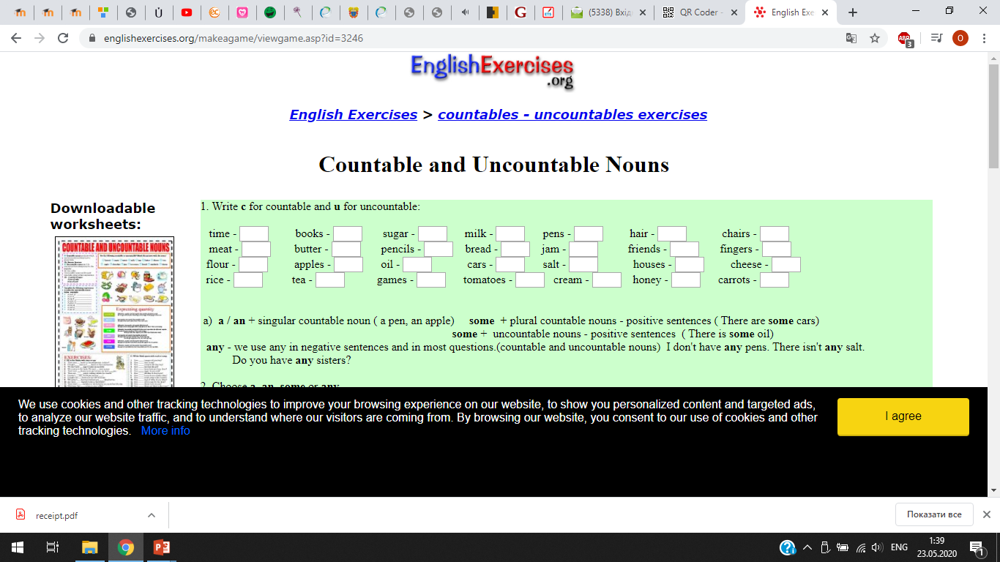 (5338) Вхід
QR Coder
English Exe
englishexercises.org/makeagame/viewgame.asp?id=3246
ABP
3
O
EnglishExercises
.org
English Exercises > countables - uncountables exercises
Countable and Uncountable Nouns
Downloadable
worksheets:
COUNTABLE AND UNCOUNTABLE NOUNS
Expressing quantity
EXERCISES:
1. Write c for countable and u for uncountable:
time - books - sugar - milk - pens - hair - chairs -
meat - butter - pencils - bread - jam - friends - fingers -
flour - apples - oil - cars - salt - houses - cheese -
rice - tea - games - tomatoes - cream - honey - carrots -
a) a / an + singular countable noun ( a pen, an apple) some + plural countable nouns - positive sentences ( There are some cars)
some + uncountable nouns - positive sentences ( There is some oil)
any - we use any in negative sentences and in most questions.(countable and uncountable nouns) I don't have any pens. There isn't any salt.
Do you have any sisters?
2. Choose a, an, some or any
We use cookies and other tracking technologies to improve your browsing experience on our website, to show you personalized content and targeted ads,
to analyze our website traffic, and to understand where our visitors are coming from. By browsing our website, you consent to our use of cookies and other
tracking technologies. More info
I agree
receipt.pdf
Показати все
ENG
1:39
23.05.2020
1